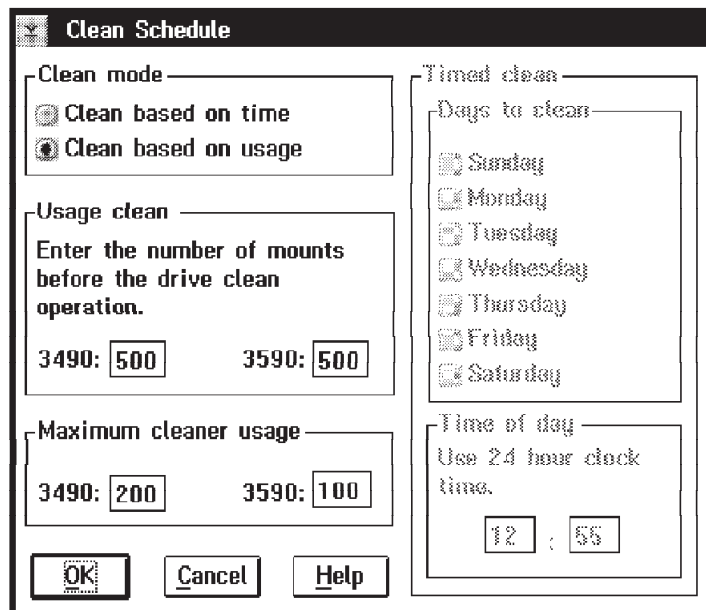 Clean Schedule
Clean mode
Clean based on time
Clean based on usage
Usage clean
Enter the number of mounts
before the drive clean
operation.
3490: 500 3590: 500
Maximum cleaner usage
3490: 200 3590: 100
OK Cancel Help
Timed clean
Days to clean
Sunday
Monday
Tuesday
Wednesday
Thursday
Friday
Saturday
Time of day
Use 24 hour clock
time.
12 : 55